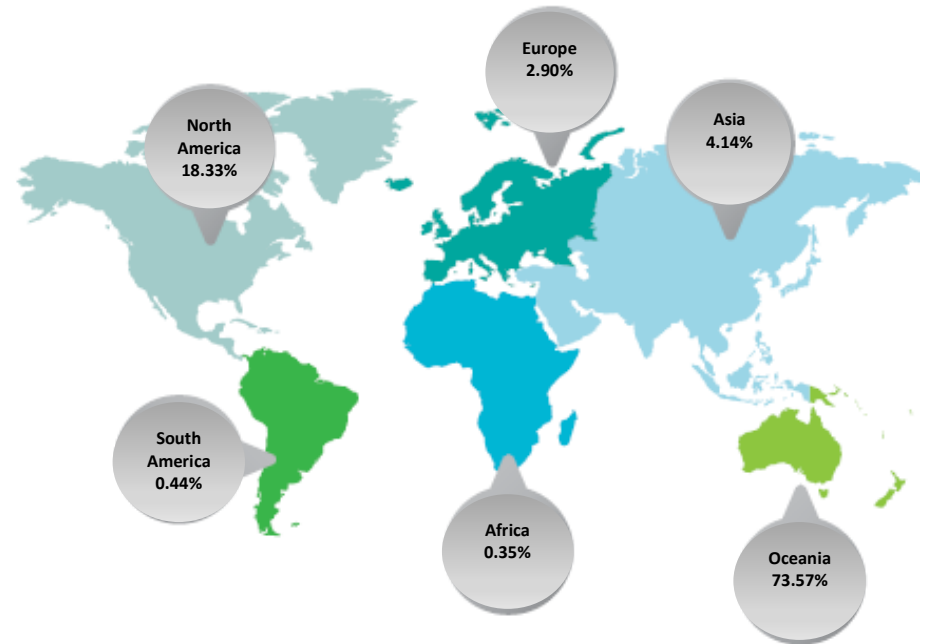 Europe
2.90%
North
America
18.33%
Asia
4.14%
South
America
0.44%
Africa
0.35%
Oceania
73.57%